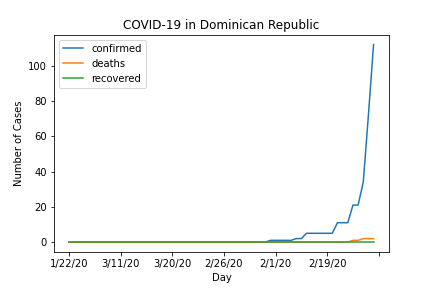 COVID-19 in Dominican Republic
confirmed
deaths
recovered
100
80
60
40
20
0
Number of Cases
1/22/20 3/11/20 3/20/20 2/26/20 2/1/20 2/19/20
Day